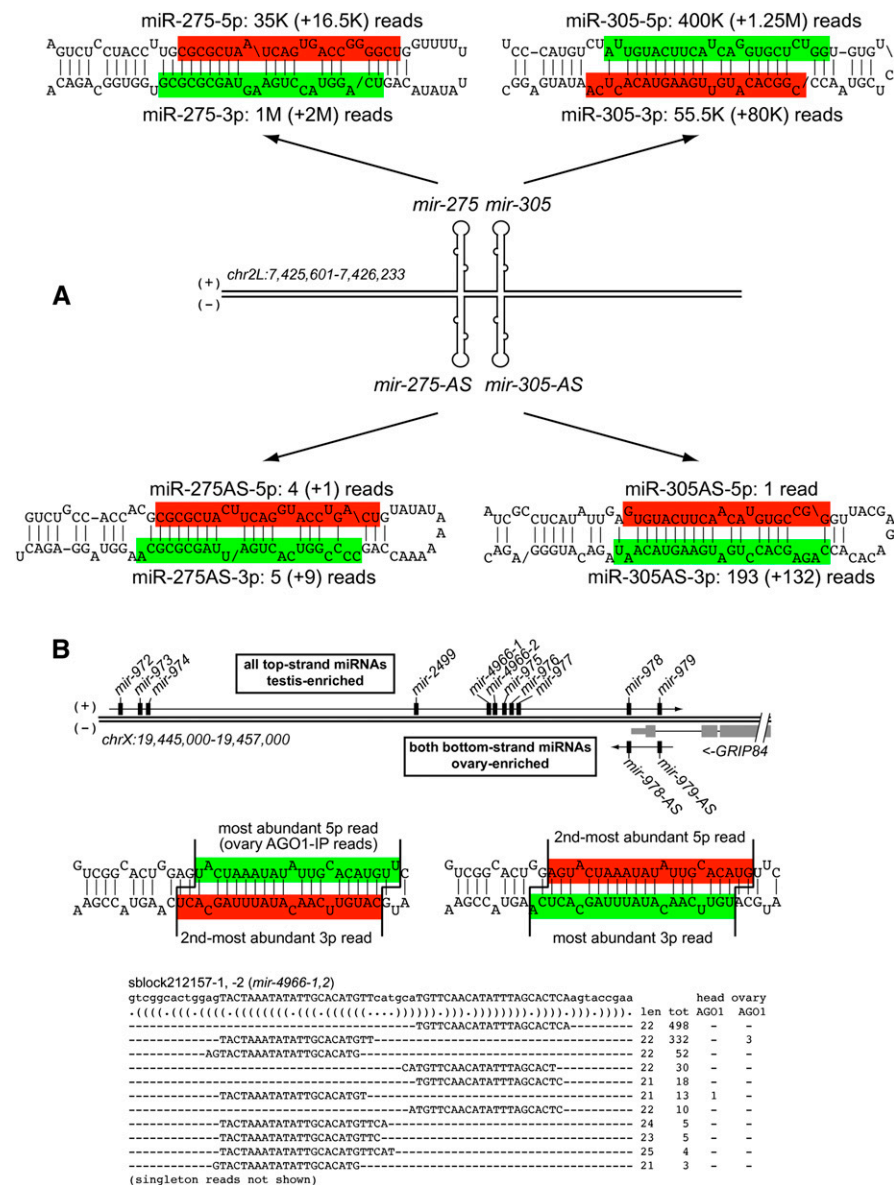 miR-275-5p: 35K (+16.5K) reads
miR-305-5p: 400K (+1.25M) reads
miR-275-3p: 1M (+2M) reads
miR-305-3p: 55.5K (+80K) reads
mir-275 mir-305
chr2L:7,425,601-7,426,233
(+)
A
(-)
mir-275-AS mir-305-AS
miR-275AS-5p: 4 (+1) reads
miR-305AS-5p: 1 read
miR-275AS-3p: 5 (+9) reads
miR-305AS-3p: 193 (+132) reads
B
mir-972
mir-973
mir-974
all top-strand miRNAs
testis-enriched
mir-2499
mir-4966-1
mir-4966-2
mir-975
mir-976
mir-977
mir-978
mir-979
(+)
(-)
chrX:19,445,000-19,457,000
both bottom-strand miRNAs
ovary-enriched
<-GRIP84
mir-978-AS
mir-979-AS
most abundant 5p read
(ovary AGO1-IP reads)
2nd-most abundant 5p read
2nd-most abundant 3p read
most abundant 3p read
sblock212157-1, -2 (mir-4966-1,2)
gtcggcactggagTACTAAATATATTGCACATGTTcatgcaTGTTCAACATATTTAGCACTCAagtaccgaa head ovary
len tot AGO1 AGO1
TGTTCAACATATTTAGCACTCA 22 498 - -
TACTAAATATATTGCACATGTT 22 332 - 3
AGTACTAAATATATTGCACATG 22 52 - -
CATGTTCAACATATTTAGCACT 22 30 - -
TGTTCAACATATTTAGCACTC 21 18 - -
TACTAAATATATTGCACATGT 21 13 1 -
ATGTTCAACATATTTAGCACTC 22 10 - -
TACTAAATATATTGCACATGTTCA 24 5 - -
TACTAAATATATTGCACATGTTC 23 5 - -
TACTAAATATATTGCACATGTTCAT 25 4 - -
GTACTAAATATATTGCACATG 21 3 - -
(singleton reads not shown)